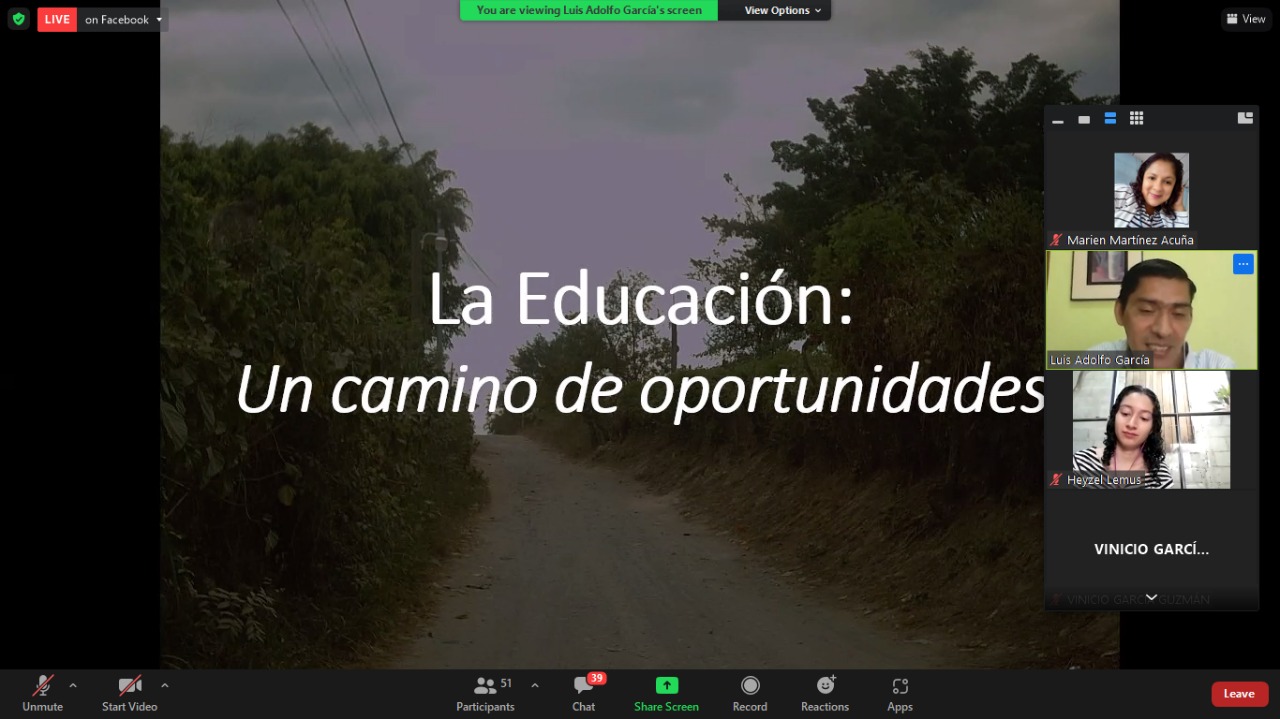 LIVE on Facebook
You are viewing Luis Adolfo García's screen
View Options
View
La Educación:
Un camino de oportunidades
Marien Martínez Acuña
Luis Adolfo García
Heyzel Lemus
VINICIO GARCÍ...
VINICIO GARCÍA GUZMÁN
Unmute
Start Video
51
Participants
39
Chat
Share Screen
Record
Reactions
Apps
Leave